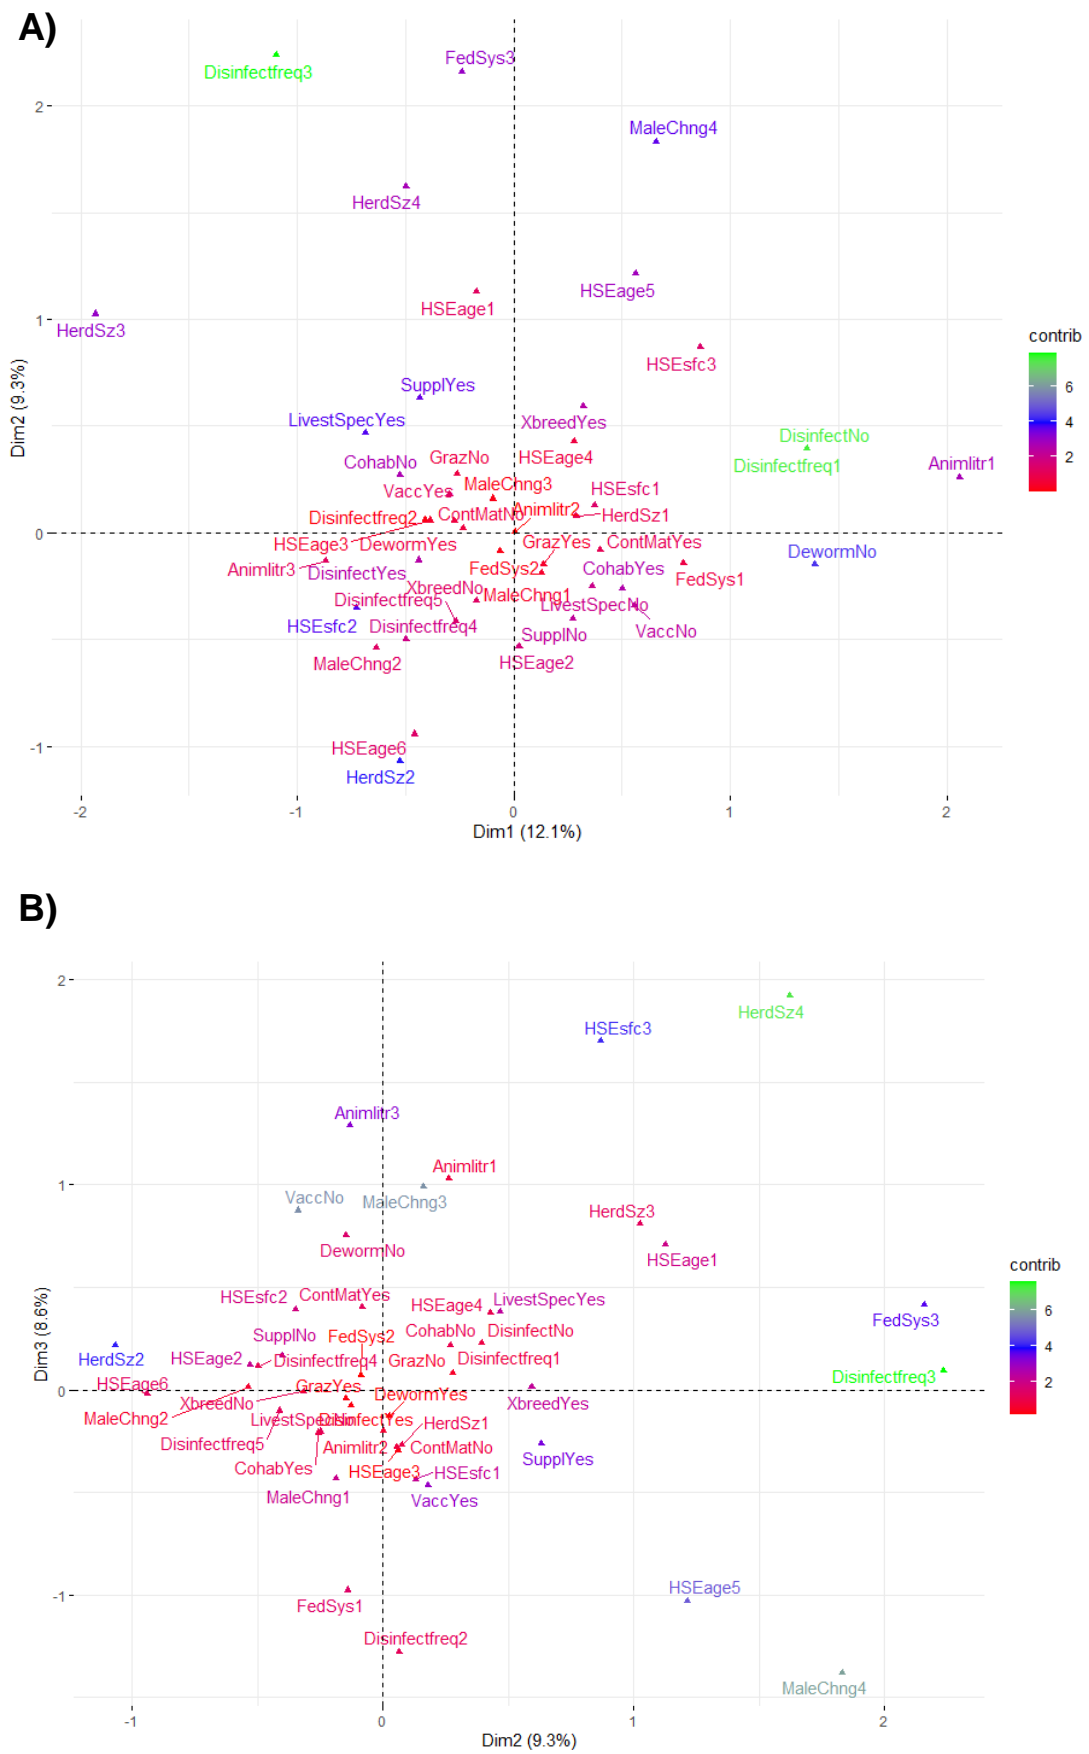 A)
Disinfectfreq3
FedSys3
2
MaleChng4
HerdSz4
HSEage5
HSEage1
1
HerdSz3
HSEsfc3
contrib
SupplYes
6
LivestSpecYes
XbreedYes
4
DisinfectNo
CohabNo
GrazNo
HSEage4
Disinfectfreq1
Animlitr1
2
VaccYes
MaleChng3
HSEsfc1
Disinfectfreq2
ContMatNo
Animlitr2
HerdSz1
0
HSEage3
DewormYes
GrazYes
ContMatYes
DewormNo
Animlitr3
DisinfectYes
FedSys2
CohabYes
FedSys1
XbreedNo
MaleChng1
Disinfectfreq5
LivestSpecNo
HSEsfc2
Disinfectfreq4
SupplNo
VaccNo
MaleChng2
HSEage2
-1
HSEage6
HerdSz2
-2
-1
0
1
2
Dim1 (12.1%)
Dim2 (9.3%)
B)
2
HerdSz4
HSEsfc3
Animlitr3
Animlitr1
1
VaccNo
MaleChng3
HerdSz3
DewormNo
HSEage1
contrib
HSEsfc2
ContMatYes
HSEage4
LivestSpecYes
6
FedSys3
SupplNo
FedSys2
CohabNo
DisinfectNo
4
HerdSz2
HSEage2
Disinfectfreq4
GrazNo
Disinfectfreq1
Disinfectfreq3
2
HSEage6
GrazYes
DewormYes
0
MaleChng2
XbreedNo
XbreedYes
LivestSpecNo
DisinfectYes
HerdSz1
Disinfectfreq5
Animlitr2
ContMatNo
SupplYes
CohabYes
HSEage3
HSEsfc1
MaleChng1
VaccYes
-1
HSEage5
FedSys1
Disinfectfreq2
MaleChng4
-1
0
1
2
Dim2 (9.3%)
Dim3 (8.6%)